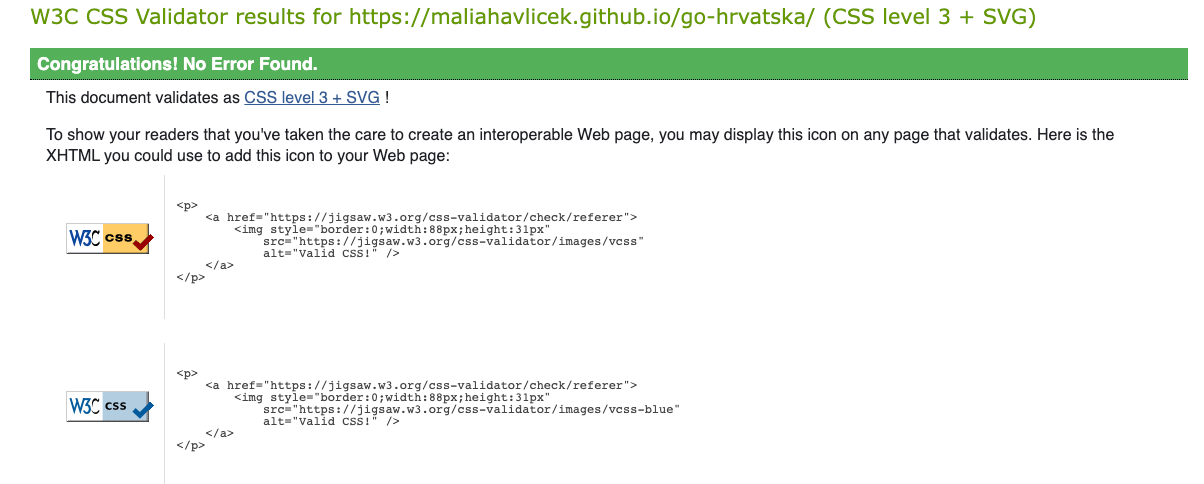 W3C CSS Validator results for https://maliahavlicek.github.io/go-hrvatska/ (CSS level 3 + SVG)
Congratulations! No Error Found.
This document validates as CSS level 3 + SVG !
To show your readers that you've taken the care to create an interoperable Web page, you may display this icon on any page that validates. Here is the
XHTML you could use to add this icon to your Web page:
W3C css
<p>
    <a href="https://jigsaw.w3.org/css-validator/check/referer">
        <img style="border:0;width:88px;height:31px"
            src="https://jigsaw.w3.org/css-validator/images/vcss"
            alt="Valid CSS!" />
    </a>
</p>
W3C css
<p>
    <a href="https://jigsaw.w3.org/css-validator/check/referer">
        <img style="border:0;width:88px;height:31px"
            src="https://jigsaw.w3.org/css-validator/images/vcss-blue"
            alt="Valid CSS!" />
    </a>
</p>